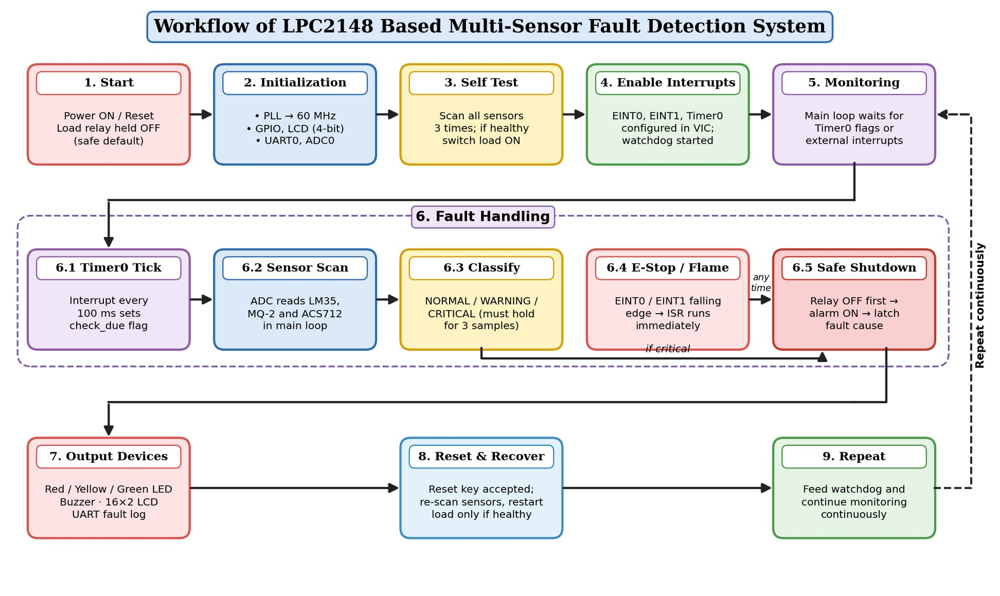 Workflow of LPC2148 Based Multi-Sensor Fault Detection System
1. Start
Power ON / Reset
Load relay held OFF
(safe default)
2. Initialization
• PLL → 60 MHz
• GPIO, LCD (4-bit)
• UART0, ADC0
3. Self Test
Scan all sensors
3 times; if healthy
switch load ON
4. Enable Interrupts
EINT0, EINT1, Timer0
configured in VIC;
watchdog started
5. Monitoring
Main loop waits for
Timer0 flags or
external interrupts
6. Fault Handling
6.1 Timer0 Tick
Interrupt every
100 ms sets
check_due flag
6.2 Sensor Scan
ADC reads LM35,
MQ-2 and ACS712
in main loop
6.3 Classify
NORMAL / WARNING /
CRITICAL (must hold
for 3 samples)
6.4 E-Stop / Flame
EINT0 / EINT1 falling
edge → ISR runs
immediately
if critical
any
time
6.5 Safe Shutdown
Relay OFF first →
alarm ON → latch
fault cause
Repeat continuously
7. Output Devices
Red / Yellow / Green LED
Buzzer · 16×2 LCD
UART fault log
8. Reset & Recover
Reset key accepted;
re-scan sensors, restart
load only if healthy
9. Repeat
Feed watchdog and
continue monitoring
continuously